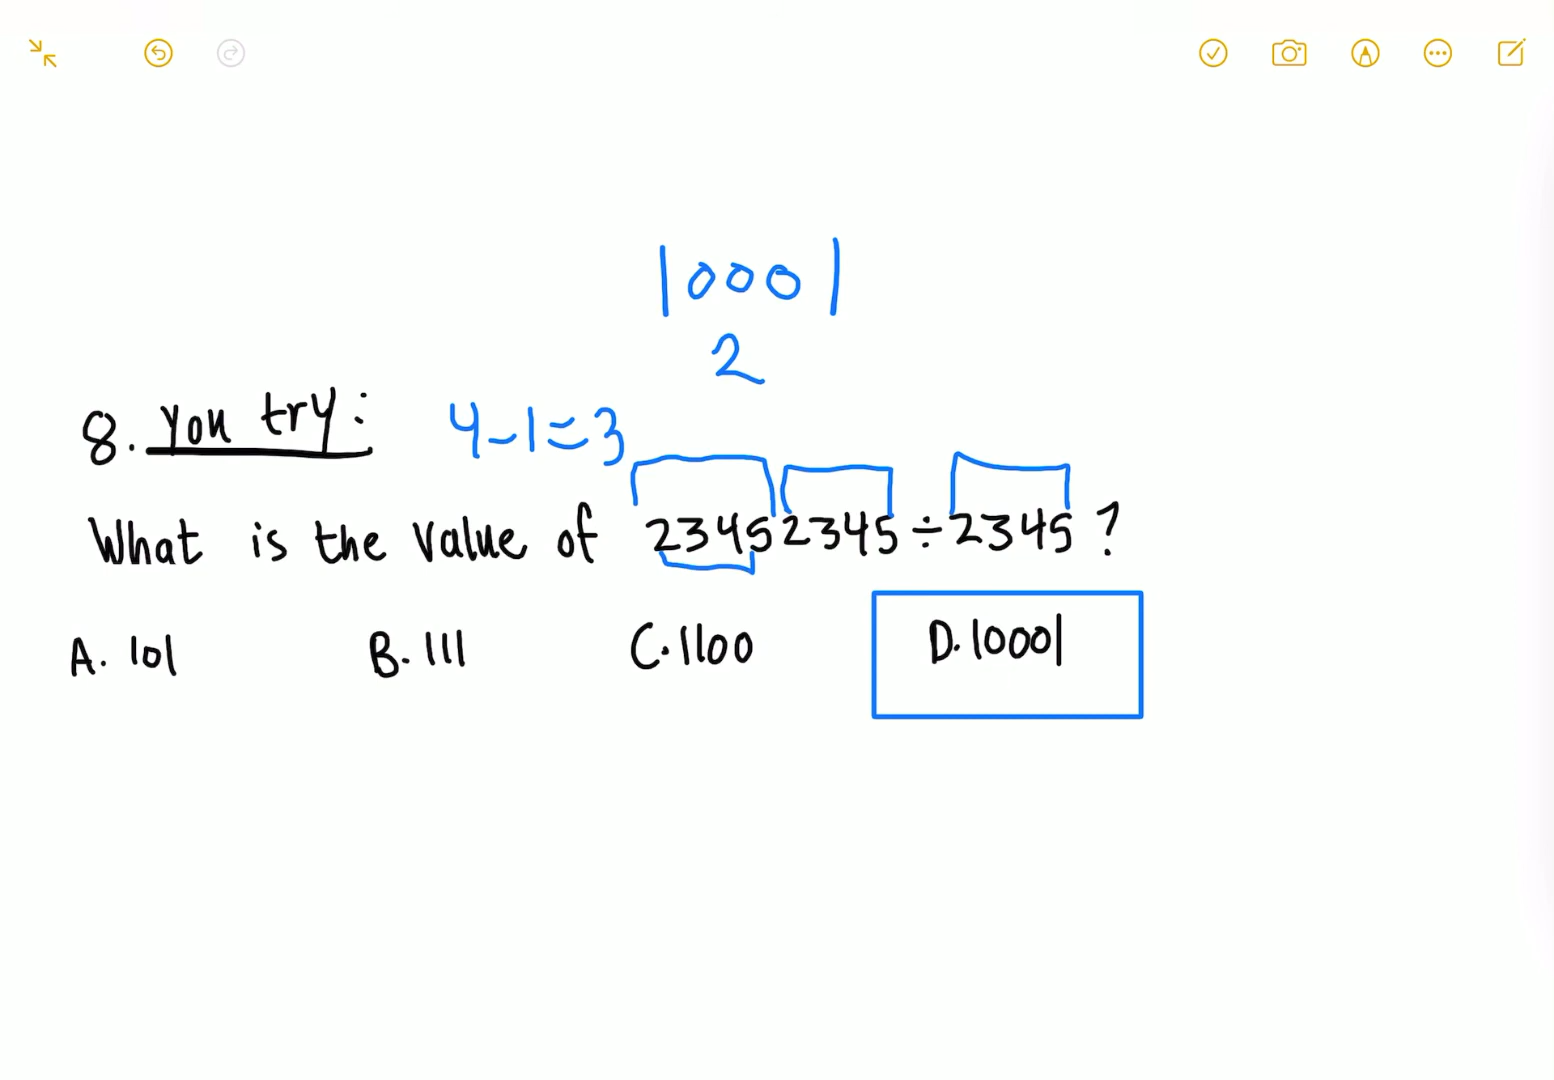 10001
2
8. You try: 4-1=3
What is the value of 23452345÷2345?
A. 101 B. 111 C. 1100 D. 10001